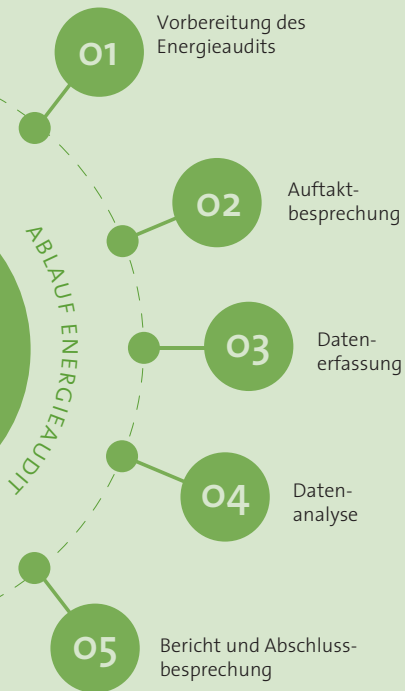 01
Vorbereitung des
Energieaudits
02
Auftakt-
besprechung
ABLAUF ENERGIEAUDIT
03
Daten-
erfassung
04
Daten-
analyse
05
Bericht und Abschluss-
besprechung